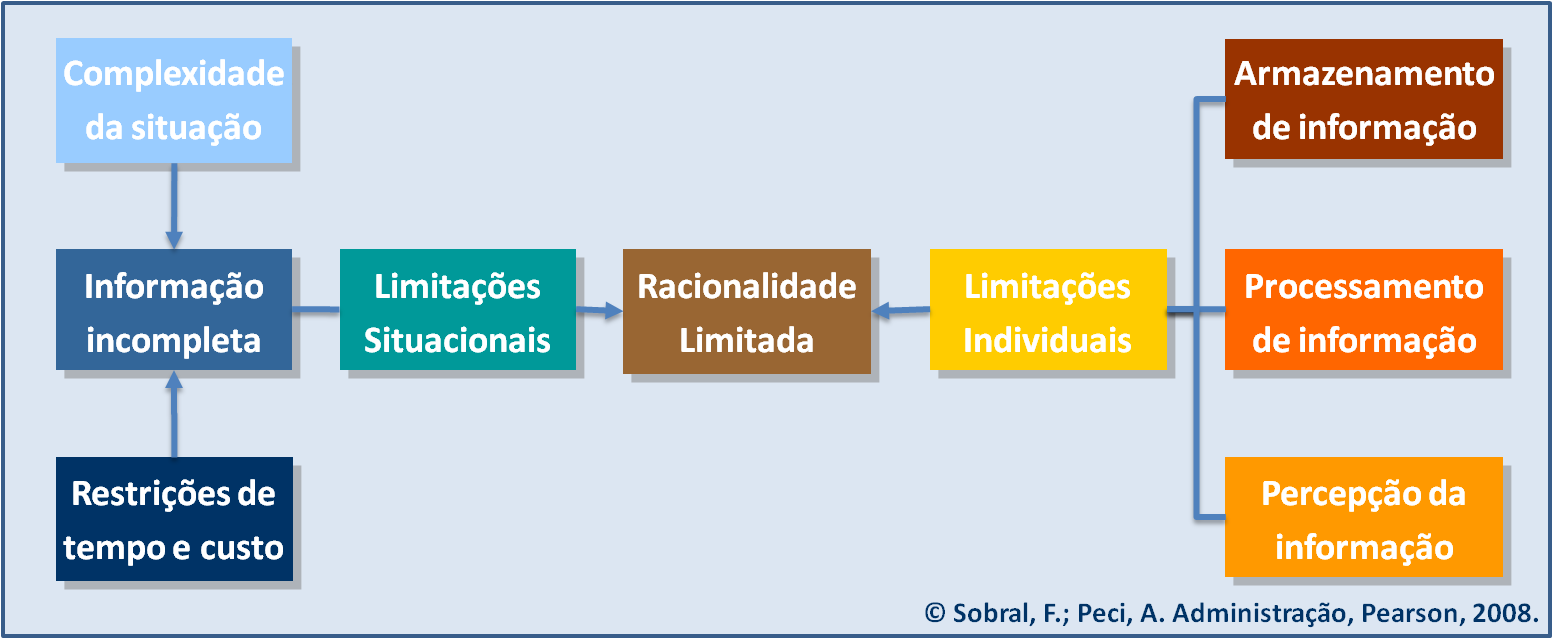 Complexidade
da situação
Informação
incompleta
Restrições de
tempo e custo
Limitações
Situacionais
Racionalidade
Limitada
Limitações
Individuais
Armazenamento
de informação
Processamento
de informação
Percepção da
informação
© Sobral, F.; Peci, A. Administração, Pearson, 2008.